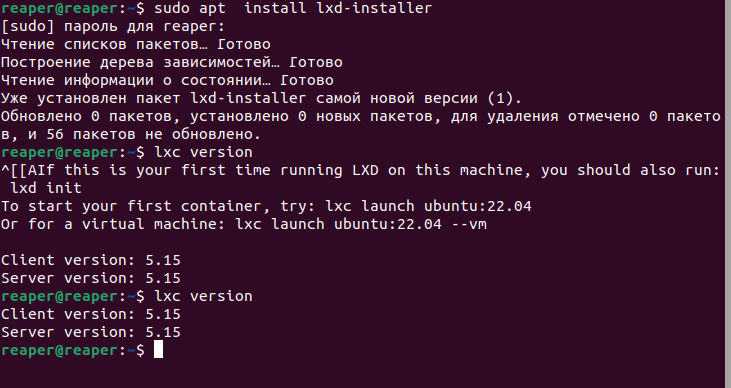 reaper@reaper:~$ sudo apt  install lxd-installer
[sudo] пароль для reaper:
Чтение списков пакетов… Готово
Построение дерева зависимостей… Готово
Чтение информации о состоянии… Готово
Уже установлен пакет lxd-installer самой новой версии (1).
Обновлено 0 пакетов, установлено 0 новых пакетов, для удаления отмечено 0 пакето
в, и 56 пакетов не обновлено.
reaper@reaper:~$ lxc version
^[[AIf this is your first time running LXD on this machine, you should also run:
 lxd init
To start your first container, try: lxc launch ubuntu:22.04
Or for a virtual machine: lxc launch ubuntu:22.04 --vm

Client version: 5.15
Server version: 5.15
reaper@reaper:~$ lxc version
Client version: 5.15
Server version: 5.15
reaper@reaper:~$